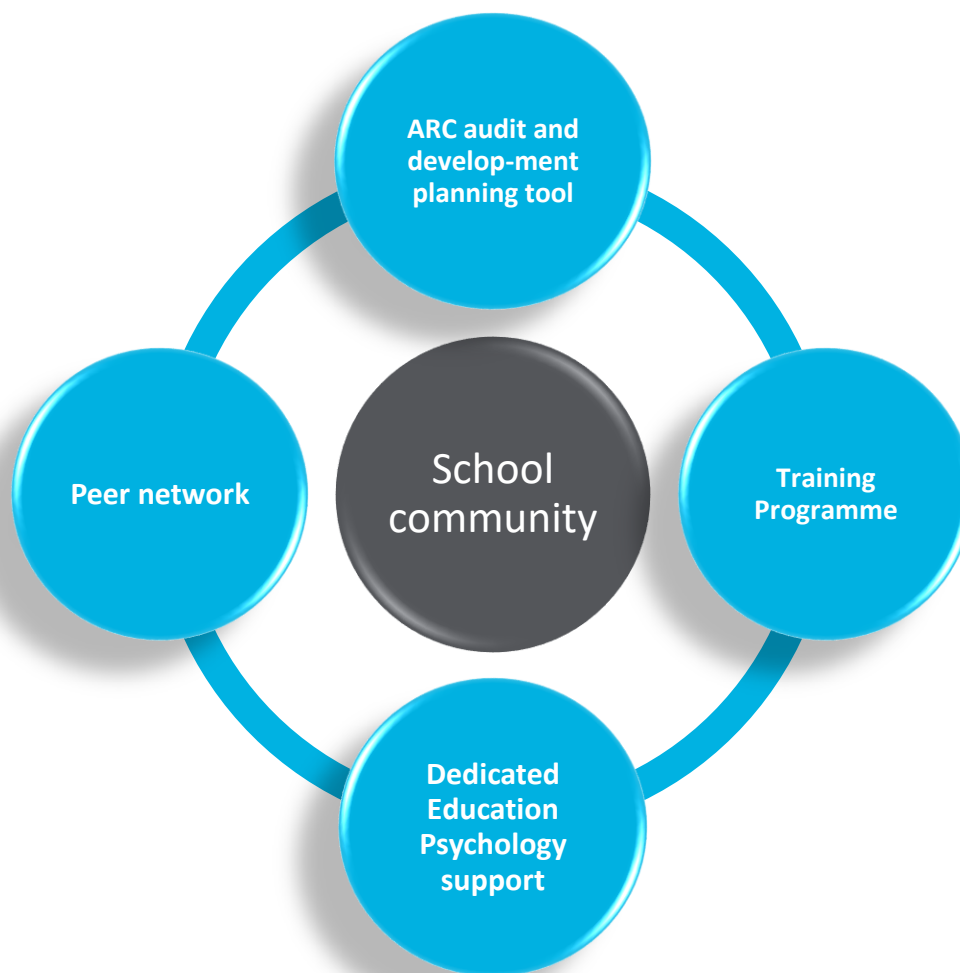 ARC audit and
develop-ment
planning tool
Peer network
School
community
Training
Programme
Dedicated
Education
Psychology
support